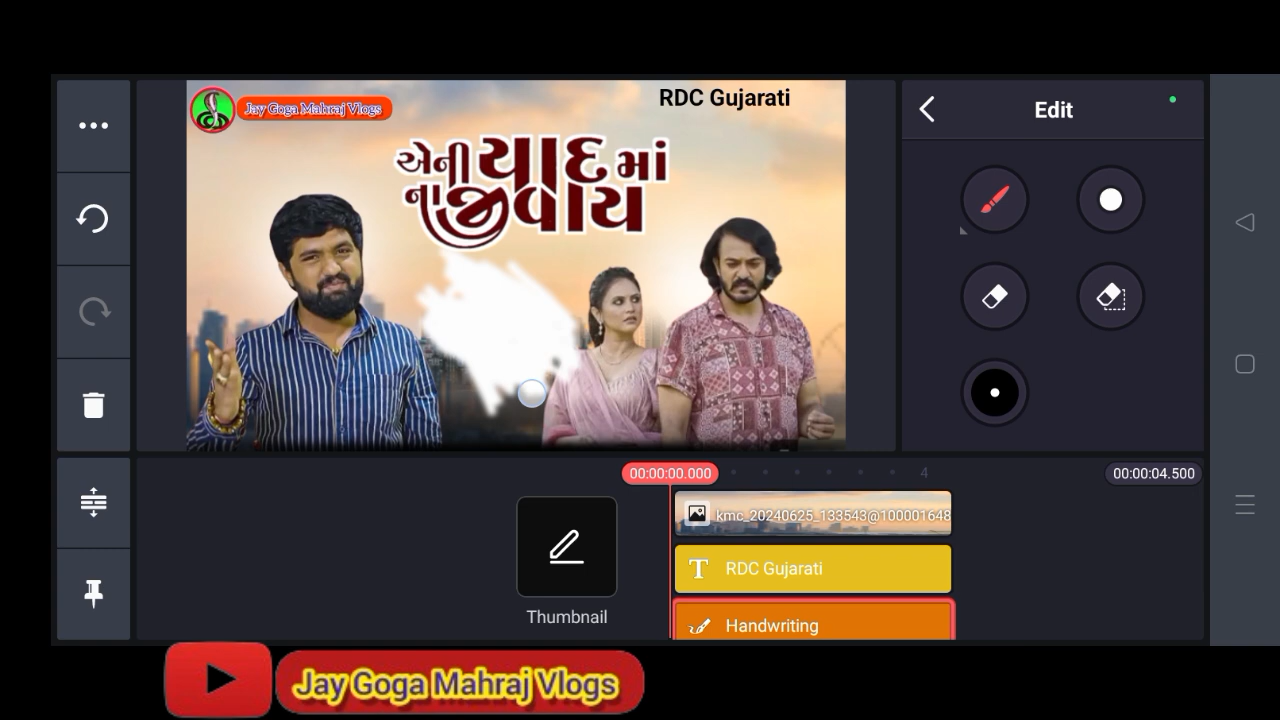 Jay Goga Mahraj Vlogs
RDC Gujarati
એની યાદ માં
ના જીવાય
Edit
00:00:00.000
4
00:00:04.500
kmc_20240625_133543@100001648
RDC Gujarati
Thumbnail
Handwriting
Jay Goga Mahraj Vlogs